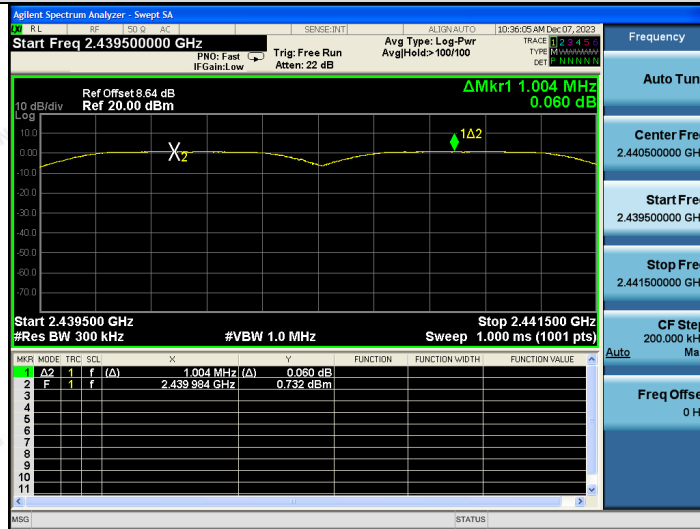 Agilent Spectrum Analyzer - Swept SA
LXI RL RF 50 Ω AC SENSE:INT ALIGNAUTO 10:36:05 AM Dec 07, 2023
Start Freq 2.439500000 GHz
PNO: Fast
IFGain:Low
Trig: Free Run
Atten: 22 dB
Avg Type: Log-Pwr
Avg|Hold:>100/100
TRACE 1 2 3 4 5 6
TYPE MWWWWW
DET P N N N N N
ΔMkr1 1.004 MHz
0.060 dB
Ref Offset 8.64 dB
10 dB/div Ref 20.00 dBm
Log
10.0
0.00
-10.0
-20.0
-30.0
-40.0
-50.0
-60.0
-70.0
1Δ2
2
Start 2.439500 GHz Stop 2.441500 GHz
#Res BW 300 kHz #VBW 1.0 MHz Sweep 1.000 ms (1001 pts)
MKR MODE TRC SCL X Y FUNCTION FUNCTION WIDTH FUNCTION VALUE
1 Δ2 1 f (Δ) 1.004 MHz (Δ) 0.060 dB
2 F 1 f 2.439 984 GHz 0.732 dBm
3
4
5
6
7
8
9
10
11
MSG STATUS
Frequency
Auto Tun
Center Fre
2.440500000 GH
Start Fre
2.439500000 GH
Stop Fre
2.441500000 GH
CF Ste
200.000 kH
Auto Ma
Freq Offse
0 H